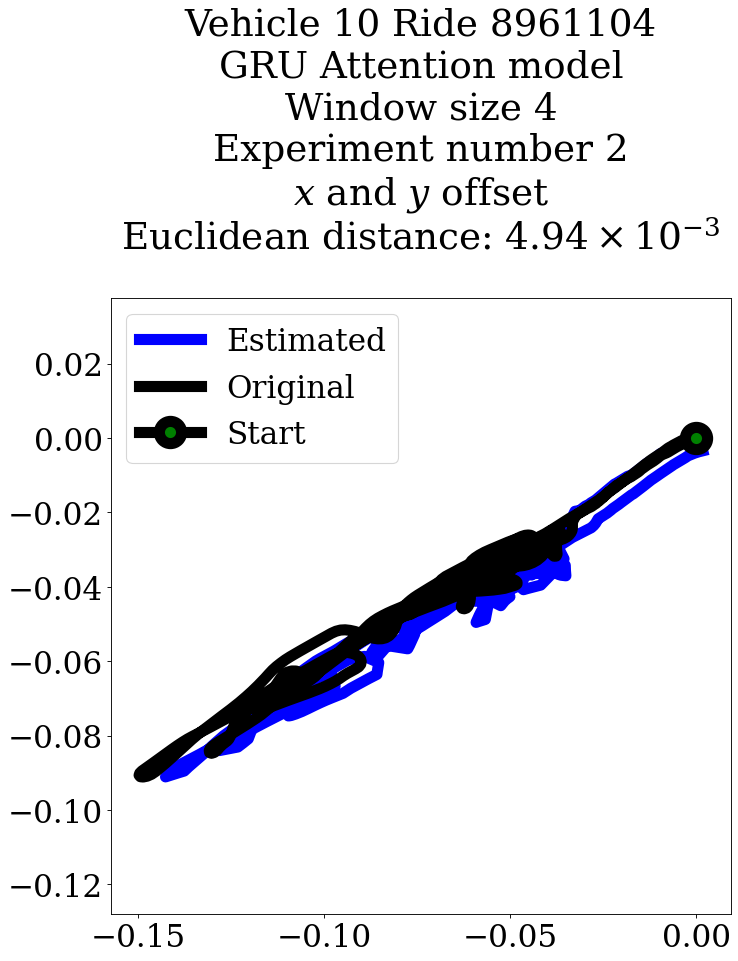 Vehicle 10 Ride 8961104
GRU Attention model
Window size 4
Experiment number 2
x and y offset
Euclidean distance: 4.94 × 10⁻³
Estimated
Original
Start
0.02
0.00
−0.02
−0.04
−0.06
−0.08
−0.10
−0.12
−0.15 −0.10 −0.05 0.00